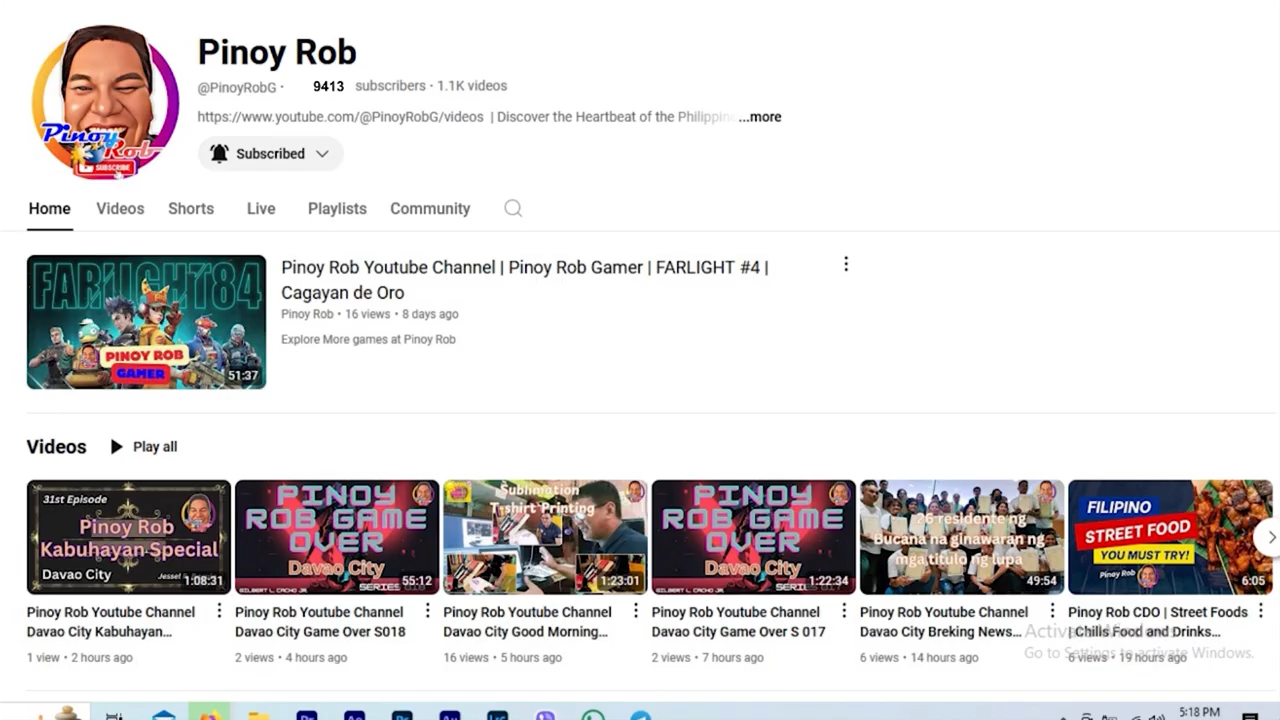 Pinoy Rob
@PinoyRobG · 9413 subscribers · 1.1K videos
https://www.youtube.com/@PinoyRobG/videos | Discover the Heartbeat of the Philippin ...more
Pinoy
Rob
SUBSCRIBE
Subscribed
Home Videos Shorts Live Playlists Community
FARLIGHT84
PINOY ROB
GAMER
51:37
Pinoy Rob Youtube Channel | Pinoy Rob Gamer | FARLIGHT #4 |
Cagayan de Oro
Pinoy Rob · 16 views · 8 days ago
Explore More games at Pinoy Rob
Videos Play all
31st Episode
Pinoy Rob
Kabuhayan Special
Davao City
1:08:31
Pinoy Rob Youtube Channel
Davao City Kabuhayan...
1 view · 2 hours ago
PINOY
ROB GAME
OVER
Davao City
GILBERT L. CACHO JR.
55:12
Pinoy Rob Youtube Channel
Davao City Game Over S018
2 views · 4 hours ago
Sublimation
T-shirt Printing
1:23:01
Pinoy Rob Youtube Channel
Davao City Good Morning...
16 views · 5 hours ago
PINOY
ROB GAME
OVER
Davao City
GILBERT L. CACHO JR.
1:22:34
Pinoy Rob Youtube Channel
Davao City Game Over S 017
2 views · 7 hours ago
26 residente ng
Bucana na ginawaran ng
mga titulo ng lupa
49:54
Pinoy Rob Youtube Channel
Davao City Breking News...
6 views · 14 hours ago
FILIPINO
STREET FOOD
YOU MUST TRY!
Pinoy Rob
6:05
Pinoy Rob CDO | Street Foods
| Chills Food and Drinks...
6 views · 19 hours ago
Activate Windows
Go to Settings to activate Windows.
5:18 PM